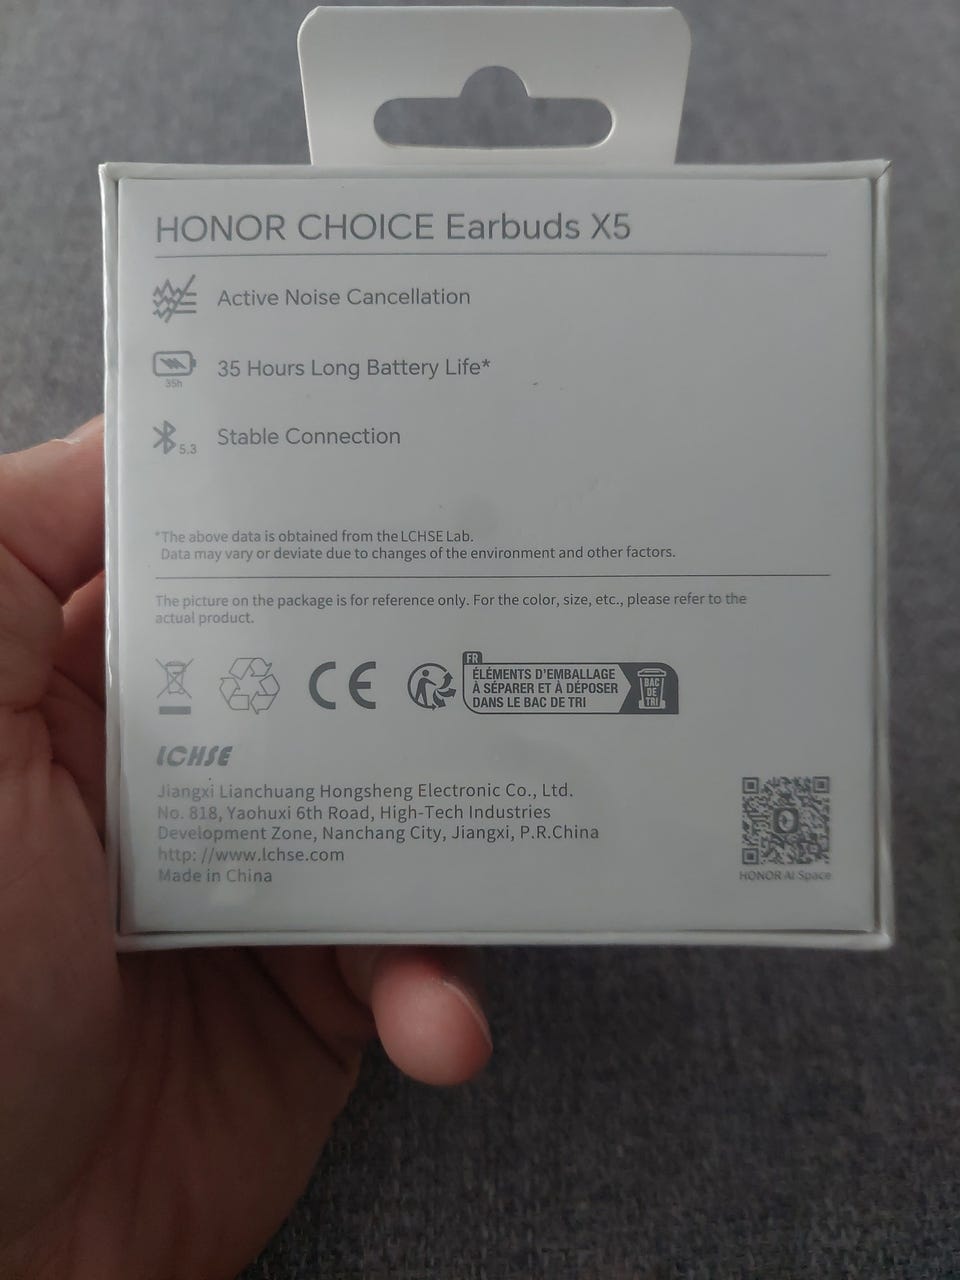 HONOR CHOICE Earbuds X5
Active Noise Cancellation
35h
35 Hours Long Battery Life*
5.3
Stable Connection
*The above data is obtained from the LCHSE Lab.
Data may vary or deviate due to changes of the environment and other factors.
The picture on the package is for reference only. For the color, size, etc., please refer to the
actual product.
CE
FR
ÉLÉMENTS D'EMBALLAGE
À SÉPARER ET À DÉPOSER
DANS LE BAC DE TRI
BAC
DE
TRI
LCHSE
Jiangxi Lianchuang Hongsheng Electronic Co., Ltd.
No. 818, Yaohuxi 6th Road, High-Tech Industries
Development Zone, Nanchang City, Jiangxi, P.R.China
http: //www.lchse.com
Made in China
HONOR AI Space